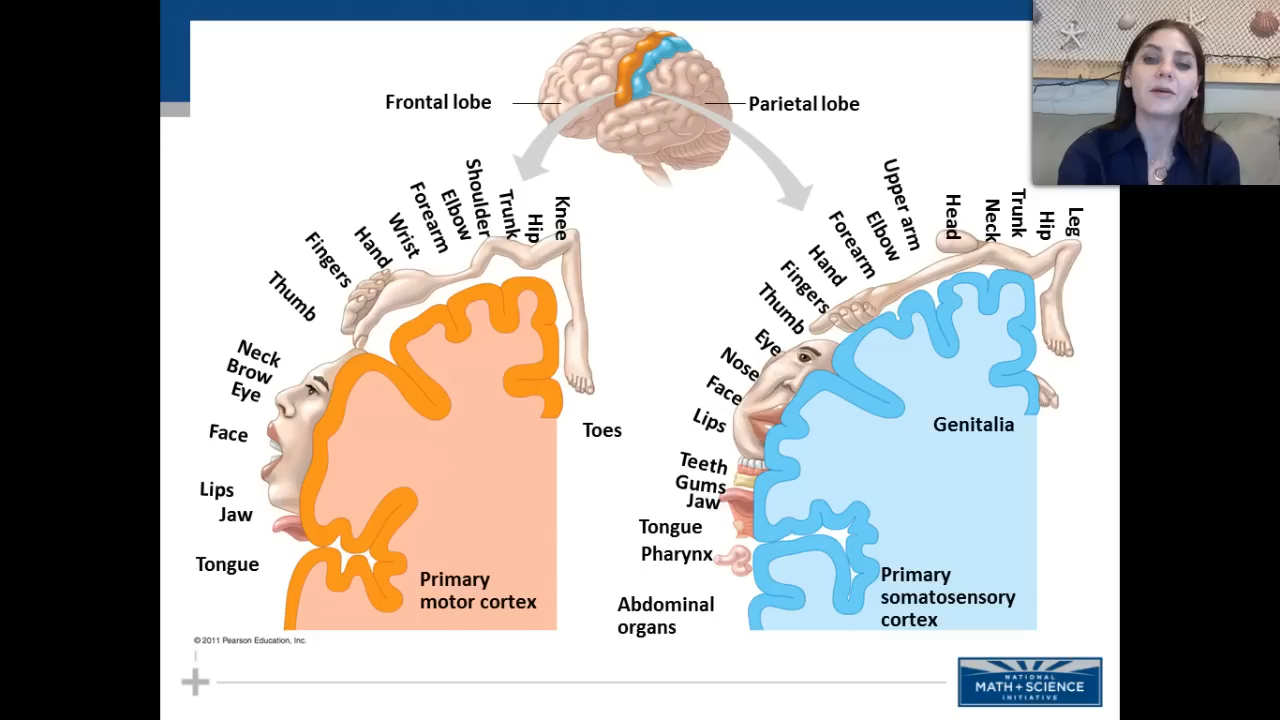 Frontal lobe
Parietal lobe
Shoulder
Trunk
Hip
Knee
Elbow
Forearm
Wrist
Hand
Fingers
Thumb
Neck
Brow
Eye
Face
Lips
Jaw
Tongue
Toes
Primary
motor cortex
Upper arm
Head
Neck
Trunk
Hip
Leg
Elbow
Forearm
Hand
Fingers
Thumb
Eye
Nose
Face
Lips
Teeth
Gums
Jaw
Tongue
Pharynx
Abdominal
organs
Genitalia
Primary
somatosensory
cortex
© 2011 Pearson Education, Inc.
NATIONAL
MATH + SCIENCE
INITIATIVE